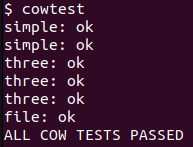 $ cowtest
simple: ok
simple: ok
three: ok
three: ok
three: ok
file: ok
ALL COW TESTS PASSED